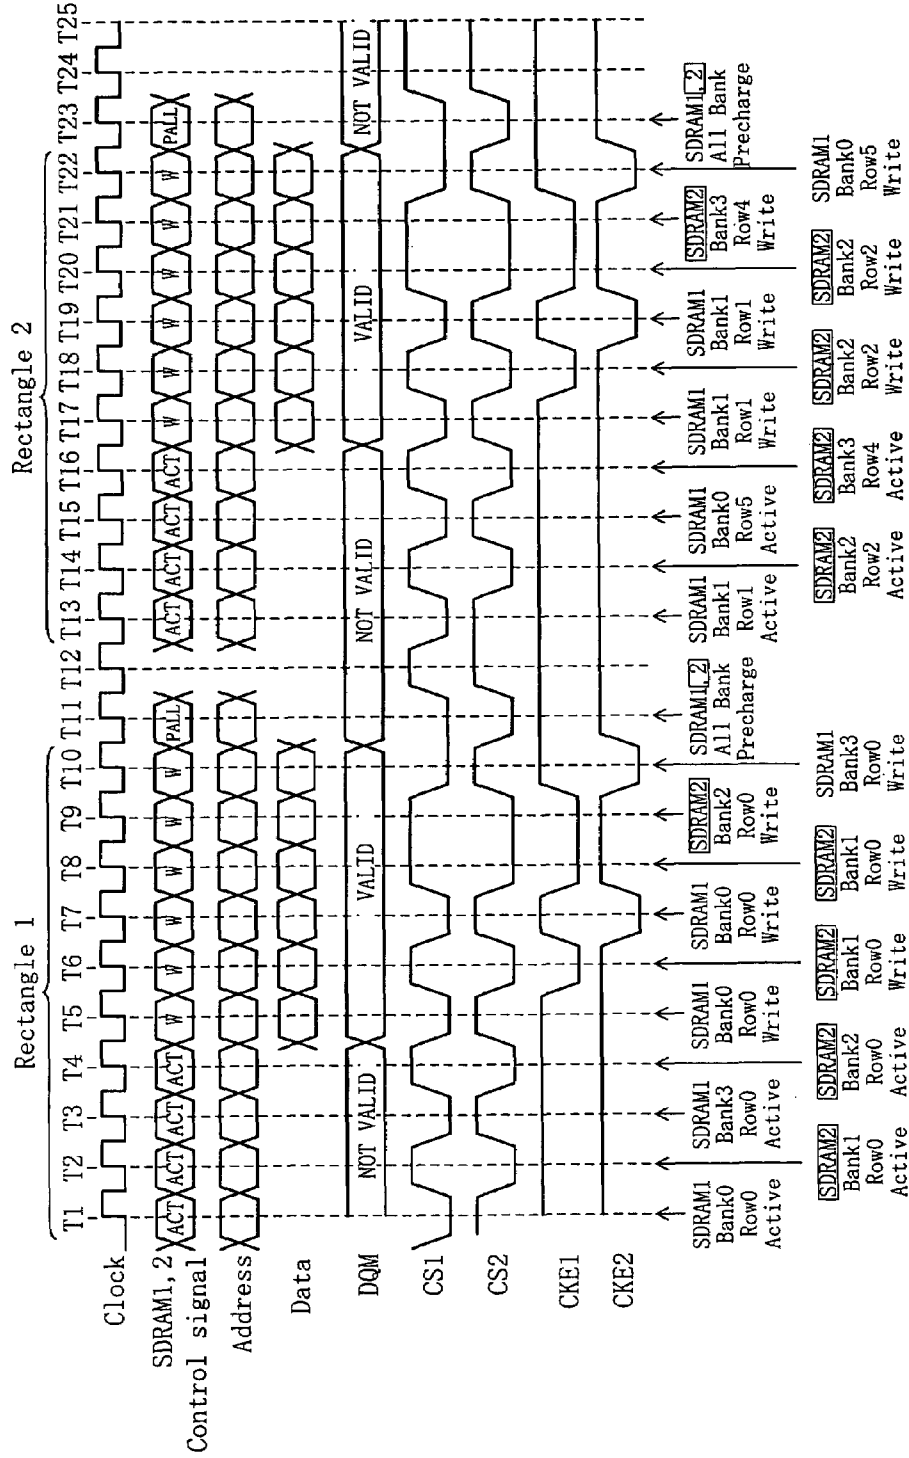 Rectangle 1
Rectangle 2
T1 T2 T3 T4 T5 T6 T7 T8 T9 T10 T11 T12 T13 T14 T15 T16 T17 T18 T19 T20 T21 T22 T23 T24 T25
Clock
SDRAM1, 2
Control signal
ACT ACT ACT ACT W W W W W W PALL ACT ACT ACT ACT W W W W W W PALL
Address
Data
DQM
NOT VALID VALID NOT VALID VALID NOT VALID
CS1
CS2
CKE1
CKE2
SDRAM1
Bank0
Row0
Active
SDRAM2
Bank1
Row0
Active
SDRAM1
Bank3
Row0
Active
SDRAM2
Bank2
Row0
Active
SDRAM1
Bank0
Row0
Write
SDRAM2
Bank1
Row0
Write
SDRAM1
Bank0
Row0
Write
SDRAM2
Bank1
Row0
Write
SDRAM2
Bank2
Row0
Write
SDRAM1
Bank3
Row0
Write
SDRAM1, 2
All Bank
Precharge
SDRAM1
Bank1
Row1
Active
SDRAM2
Bank2
Row2
Active
SDRAM1
Bank0
Row5
Active
SDRAM2
Bank3
Row4
Active
SDRAM1
Bank1
Row1
Write
SDRAM2
Bank2
Row2
Write
SDRAM1
Bank1
Row1
Write
SDRAM2
Bank2
Row2
Write
SDRAM2
Bank3
Row4
Write
SDRAM1
Bank0
Row5
Write
SDRAM1, 2
All Bank
Precharge